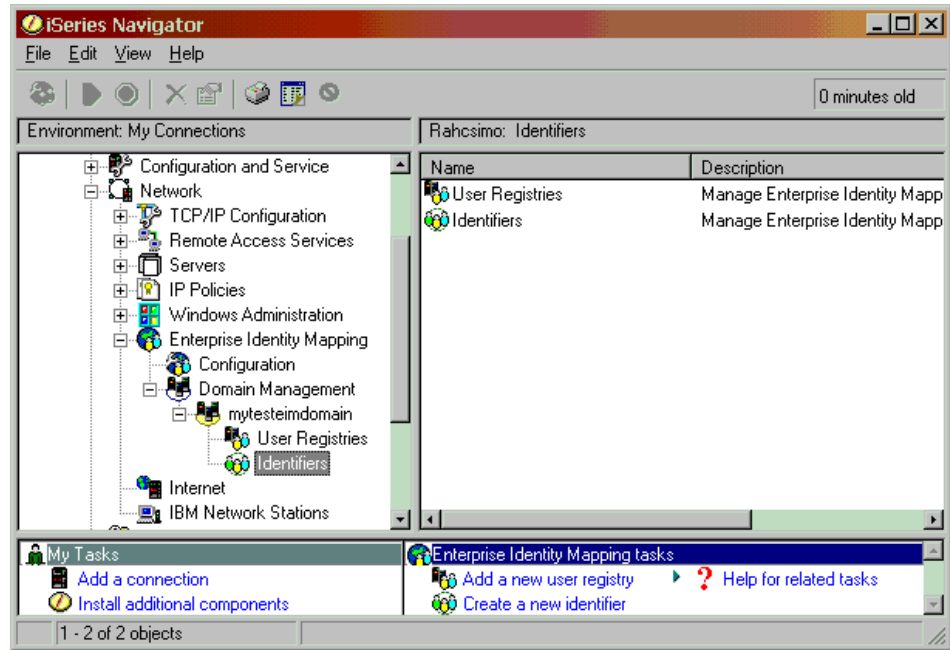 iSeries Navigator
File Edit View Help
0 minutes old
Environment: My Connections
Rahcsimo: Identifiers
Configuration and Service
Network
TCP/IP Configuration
Remote Access Services
Servers
IP Policies
Windows Administration
Enterprise Identity Mapping
Configuration
Domain Management
mytesteimdomain
User Registries
Identifiers
Internet
IBM Network Stations
Name Description
User Registries Manage Enterprise Identity Mapp
Identifiers Manage Enterprise Identity Mapp
My Tasks
Add a connection
Install additional components
Enterprise Identity Mapping tasks
Add a new user registry
Create a new identifier
Help for related tasks
1 - 2 of 2 objects